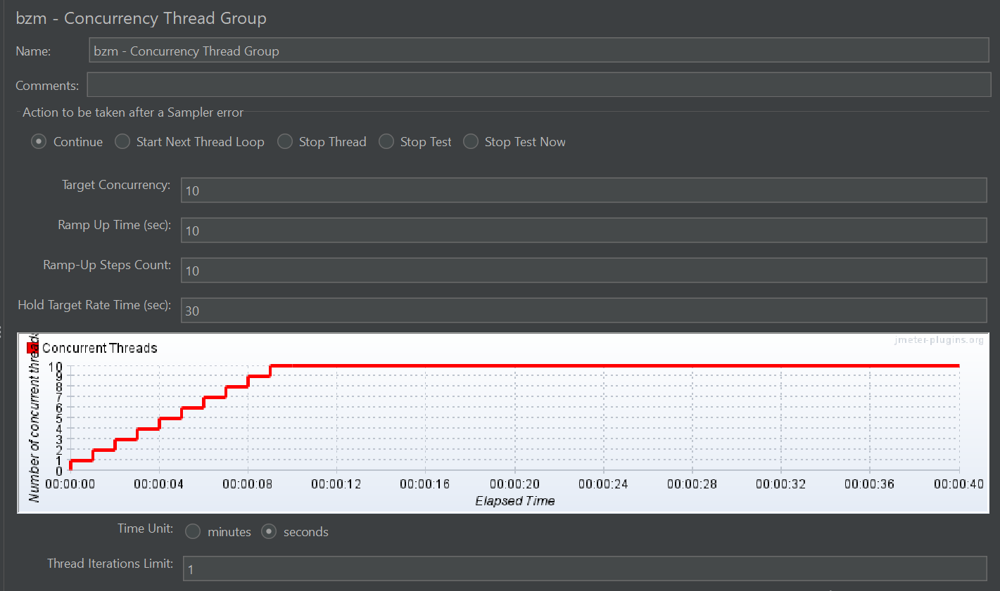 bzm - Concurrency Thread Group
Name: bzm - Concurrency Thread Group
Comments:
Action to be taken after a Sampler error
Continue Start Next Thread Loop Stop Thread Stop Test Stop Test Now
Target Concurrency: 10
Ramp Up Time (sec): 10
Ramp-Up Steps Count: 10
Hold Target Rate Time (sec): 30
jmeter-plugins.org
Concurrent Threads
Number of concurrent threads
10
9
8
7
6
5
4
3
2
1
0
00:00:00 00:00:04 00:00:08 00:00:12 00:00:16 00:00:20 00:00:24 00:00:28 00:00:32 00:00:36 00:00:40
Elapsed Time
Time Unit: minutes seconds
Thread Iterations Limit: 1